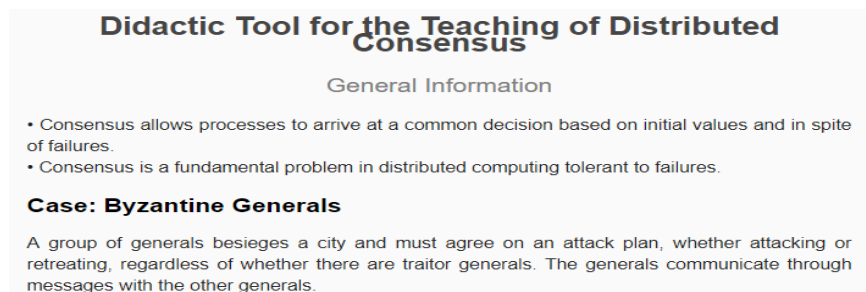 Didactic Tool for the Teaching of Distributed
Consensus
General Information
• Consensus allows processes to arrive at a common decision based on initial values and in spite
of failures.
• Consensus is a fundamental problem in distributed computing tolerant to failures.
Case: Byzantine Generals
A group of generals besieges a city and must agree on an attack plan, whether attacking or
retreating, regardless of whether there are traitor generals. The generals communicate through
messages with the other generals.